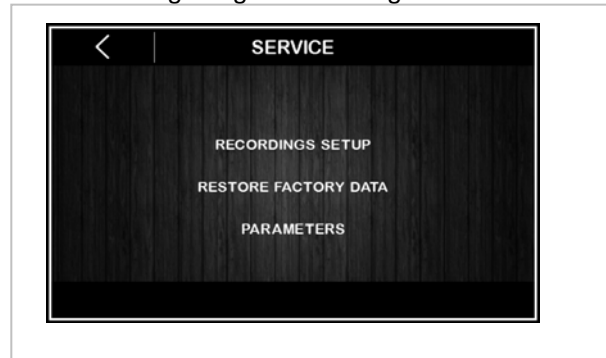 SERVICE
RECORDINGS SETUP
RESTORE FACTORY DATA
PARAMETERS